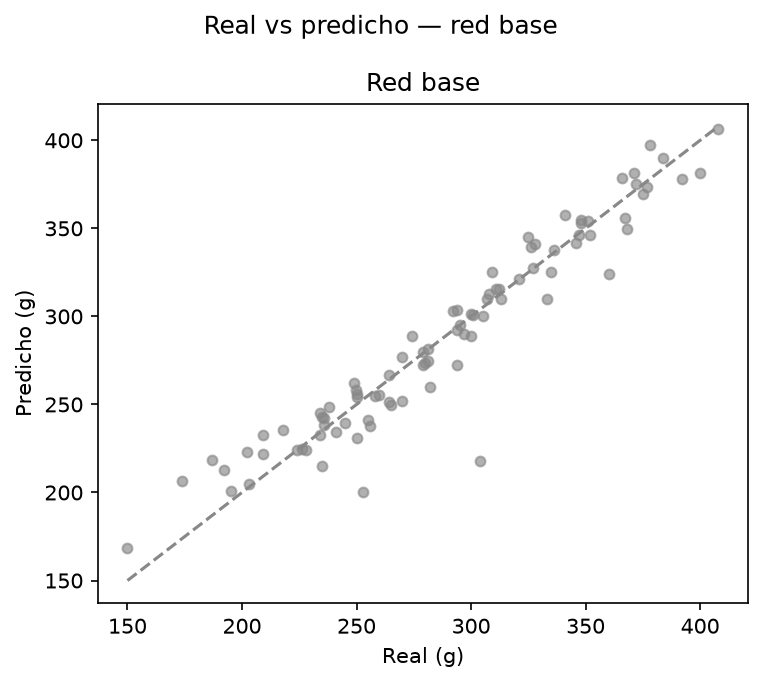 Real vs predicho — red base
Red base
400
350
300
250
200
150
Predicho (g)
150 200 250 300 350 400
Real (g)